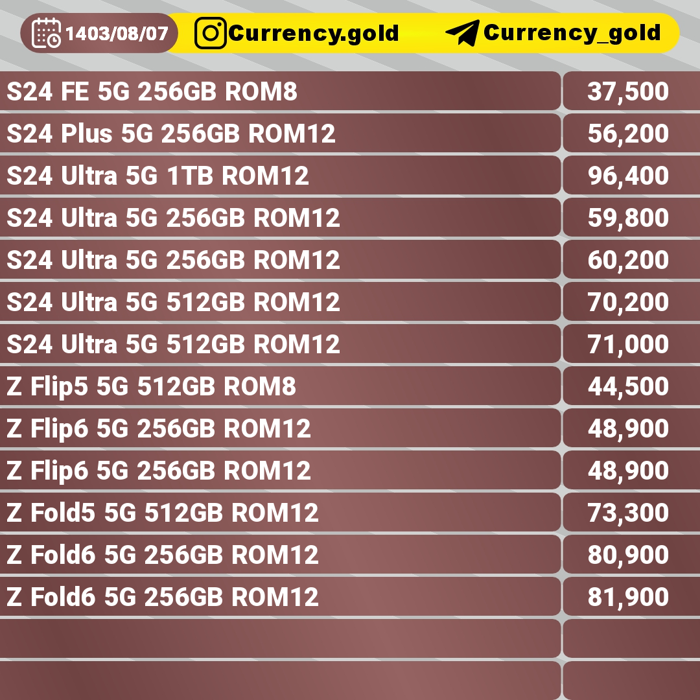 1403/08/07 Currency.gold Currency_gold
S24 FE 5G 256GB ROM8 37,500
S24 Plus 5G 256GB ROM12 56,200
S24 Ultra 5G 1TB ROM12 96,400
S24 Ultra 5G 256GB ROM12 59,800
S24 Ultra 5G 256GB ROM12 60,200
S24 Ultra 5G 512GB ROM12 70,200
S24 Ultra 5G 512GB ROM12 71,000
Z Flip5 5G 512GB ROM8 44,500
Z Flip6 5G 256GB ROM12 48,900
Z Flip6 5G 256GB ROM12 48,900
Z Fold5 5G 512GB ROM12 73,300
Z Fold6 5G 256GB ROM12 80,900
Z Fold6 5G 256GB ROM12 81,900